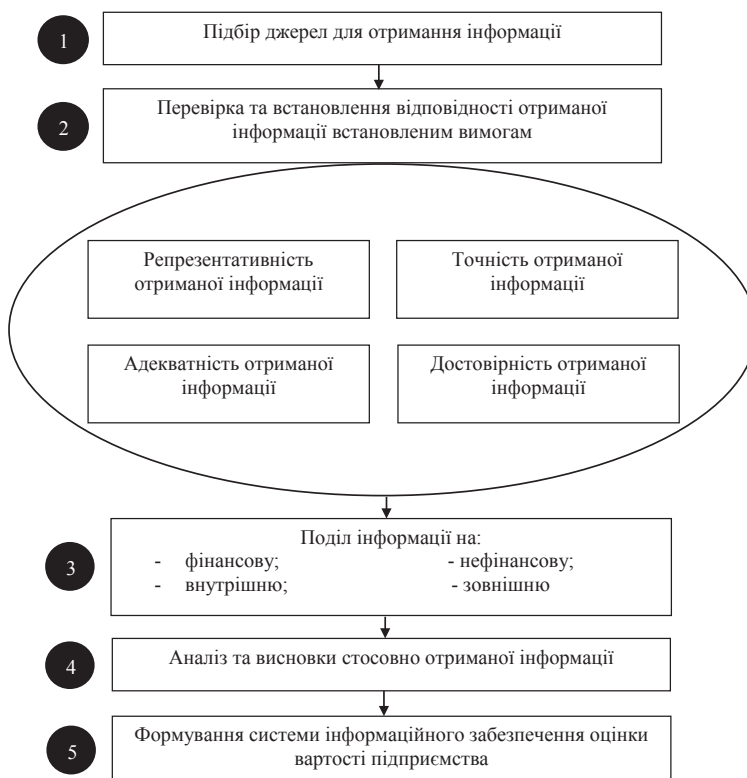 1
Підбір джерел для отримання інформації
2
Перевірка та встановлення відповідності отриманої
інформації встановленим вимогам
Репрезентативність
отриманої інформації
Точність отриманої
інформації
Адекватність отриманої
інформації
Достовірність отриманої
інформації
3
Поділ інформації на:
- фінансову; - нефінансову;
- внутрішню; - зовнішню
4
Аналіз та висновки стосовно отриманої інформації
5
Формування системи інформаційного забезпечення оцінки
вартості підприємства